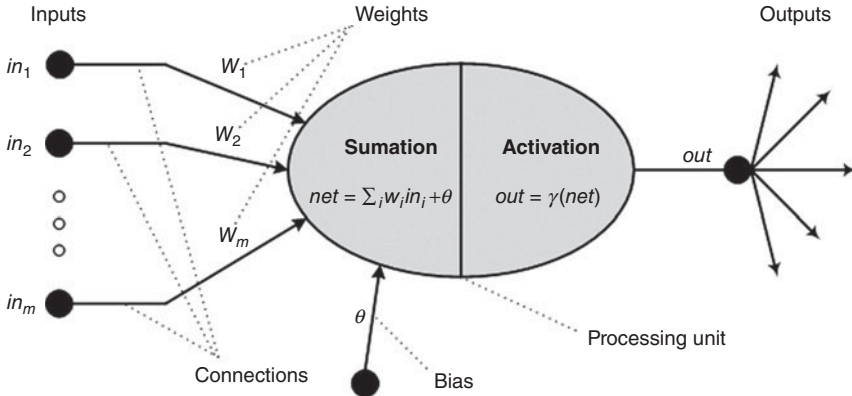 Inputs
Weights
Outputs
in₁
W₁
in₂
W₂
Sumation
Activation
out
net = ∑ᵢwᵢinᵢ+θ
out = γ(net)
Wₘ
inₘ
θ
Processing unit
Connections
Bias